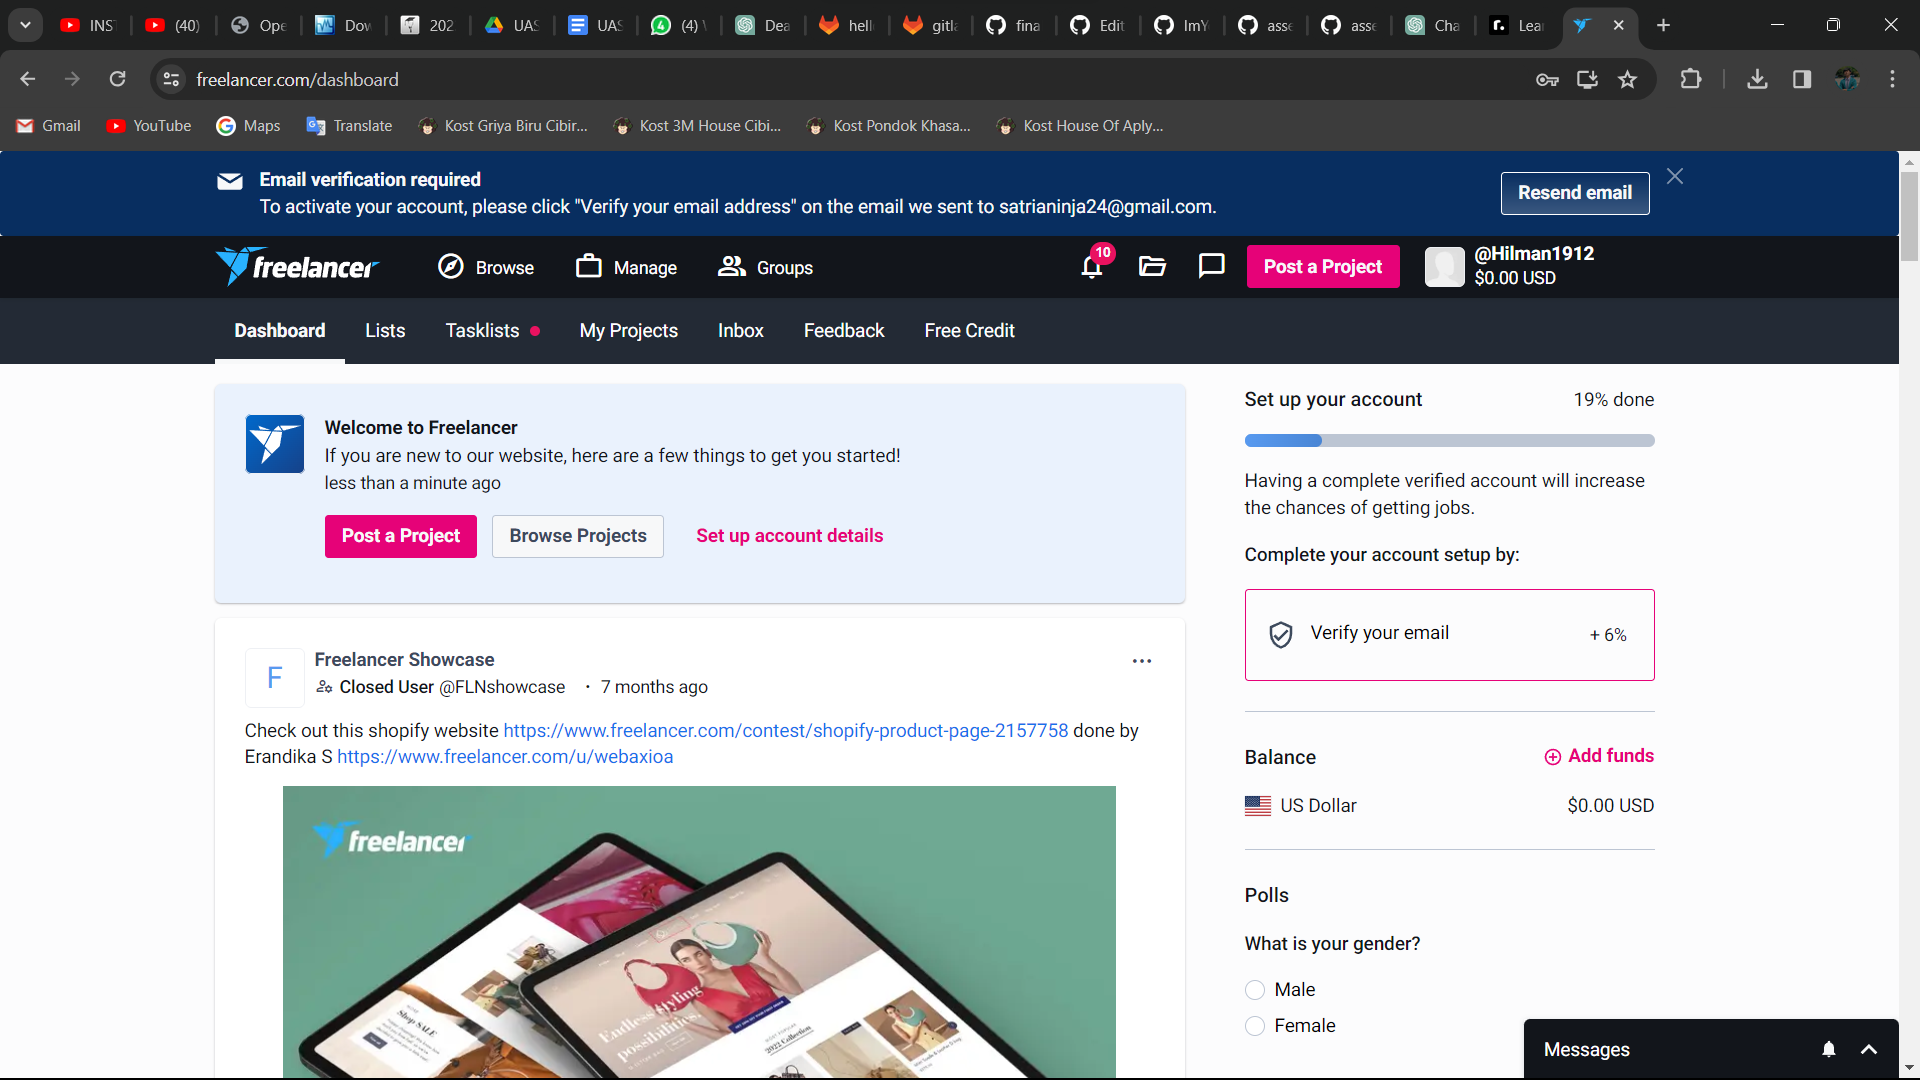 INS
(40)
Ope
Dow
202
UAS
UAS
(4)
Dea
hell
gitla
fina
Edit
ImY
asse
asse
Cha
Lea
freelancer.com/dashboard
Gmail
YouTube
Maps
Translate
Kost Griya Biru Cibir...
Kost 3M House Cibi...
Kost Pondok Khasa...
Kost House Of Aply...
Email verification required
To activate your account, please click "Verify your email address" on the email we sent to satrianinja24@gmail.com.
Resend email
freelancer
Browse
Manage
Groups
10
Post a Project
@Hilman1912
$0.00 USD
Dashboard
Lists
Tasklists
My Projects
Inbox
Feedback
Free Credit
Welcome to Freelancer
If you are new to our website, here are a few things to get you started!
less than a minute ago
Post a Project
Browse Projects
Set up account details
F
Freelancer Showcase
Closed User @FLNshowcase · 7 months ago
Check out this shopify website https://www.freelancer.com/contest/shopify-product-page-2157758 done by
Erandika S https://www.freelancer.com/u/webaxioa
freelancer
Shop SALE
Endless styling
possibilities.
2022 Collection
Set up your account
19% done
Having a complete verified account will increase
the chances of getting jobs.
Complete your account setup by:
Verify your email
+ 6%
Balance
Add funds
US Dollar
$0.00 USD
Polls
What is your gender?
Male
Female
Messages